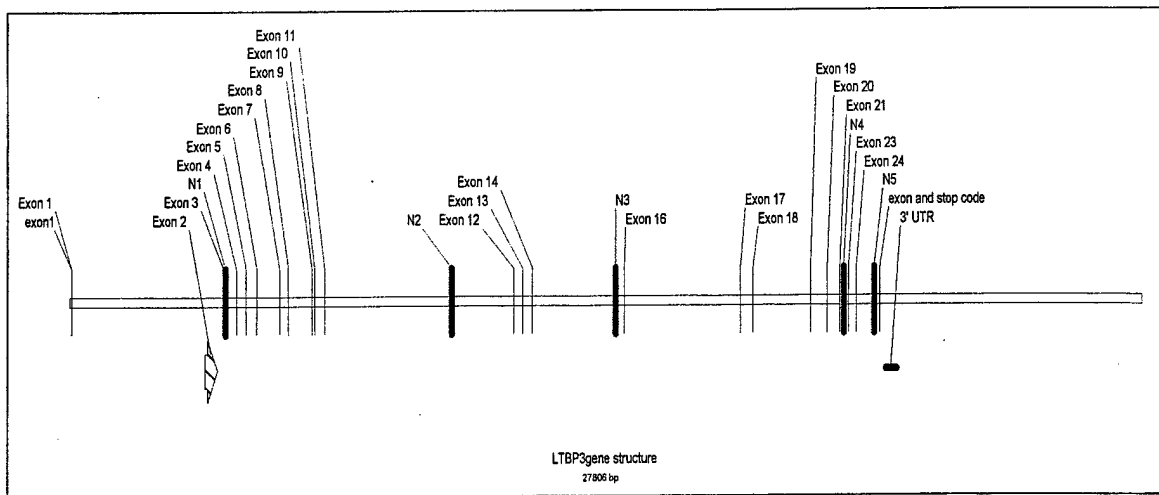 Exon 11
Exon 10
Exon 9
Exon 8
Exon 7
Exon 6
Exon 5
Exon 4
N1
Exon 3
Exon 2
Exon 1
exon1
N2
Exon 14
Exon 13
Exon 12
N3
Exon 16
Exon 17
Exon 18
Exon 19
Exon 20
Exon 21
N4
Exon 23
Exon 24
N5
exon and stop code
3' UTR
LTBP3gene structure
27806 bp